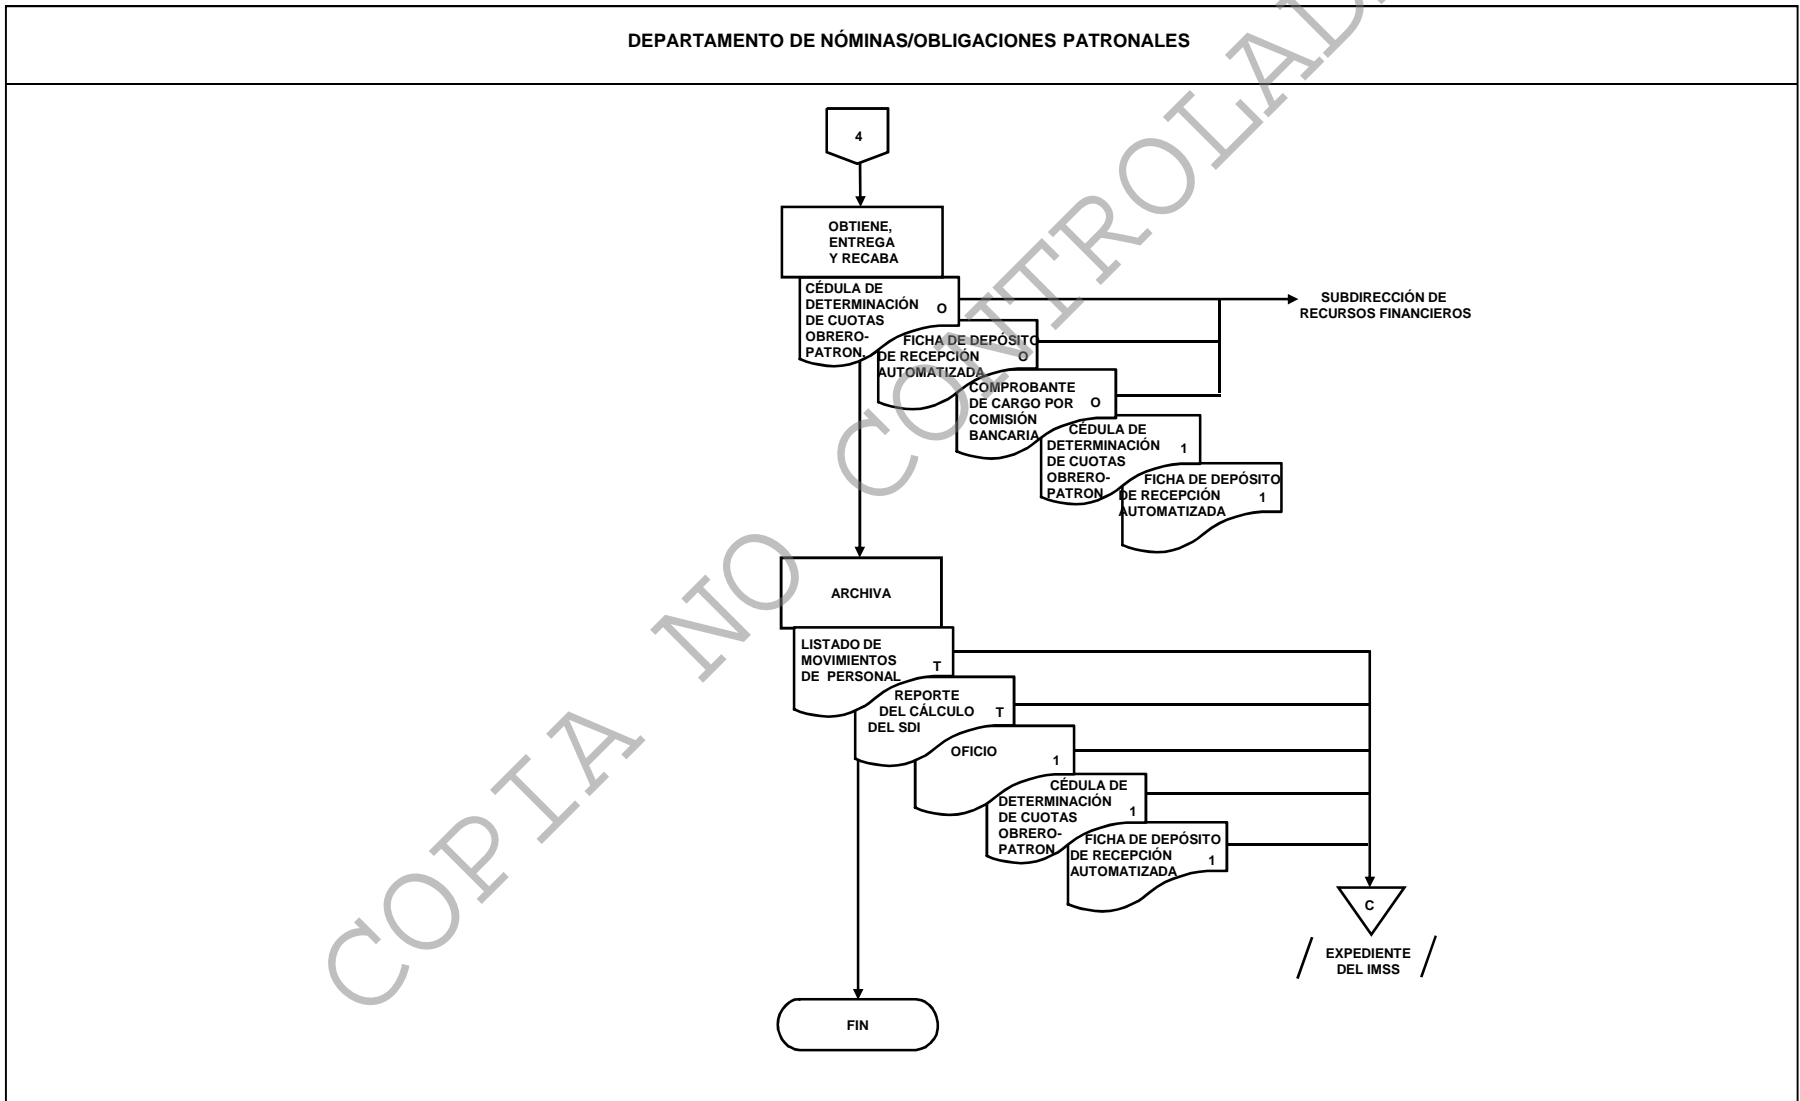 DEPARTAMENTO DE NÓMINAS/OBLIGACIONES PATRONALES
4
OBTIENE,
ENTREGA
Y RECABA
CÉDULA DE
DETERMINACIÓN O
DE CUOTAS
OBRERO-
PATRON.
SUBDIRECCIÓN DE
RECURSOS FINANCIEROS
FICHA DE DEPÓSITO
DE RECEPCIÓN O
AUTOMATIZADA
COMPROBANTE
DE CARGO POR O
COMISIÓN
BANCARIA
CÉDULA DE
DETERMINACIÓN 1
DE CUOTAS
OBRERO-
PATRON
FICHA DE DEPÓSITO
DE RECEPCIÓN 1
AUTOMATIZADA
ARCHIVA
LISTADO DE
MOVIMIENTOS
DE PERSONAL T
REPORTE
DEL CÁLCULO T
DEL SDI
OFICIO
1
CÉDULA DE
DETERMINACIÓN
DE CUOTAS 1
OBRERO-
PATRON
FICHA DE DEPÓSITO
DE RECEPCIÓN 1
AUTOMATIZADA
C
/ EXPEDIENTE /
DEL IMSS
FIN
COPIA NO CONTROLAD